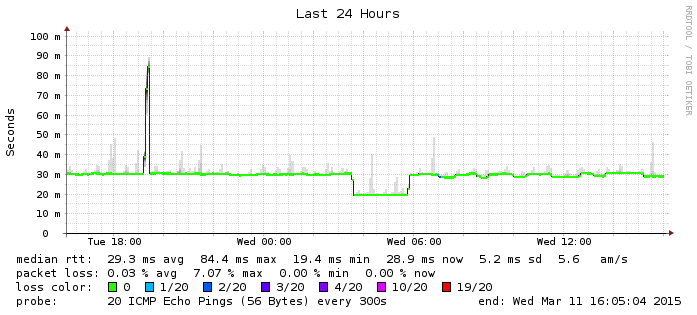 Last 24 Hours
RRDTOOL / TOBI OETIKER
Seconds
100 m
90 m
80 m
70 m
60 m
50 m
40 m
30 m
20 m
10 m
0
Tue 18:00 Wed 00:00 Wed 06:00 Wed 12:00
median rtt: 29.3 ms avg 84.4 ms max 19.4 ms min 28.9 ms now 5.2 ms sd 5.6 am/s
packet loss: 0.03 % avg 7.07 % max 0.00 % min 0.00 % now
loss color: 0 1/20 2/20 3/20 4/20 10/20 19/20
probe: 20 ICMP Echo Pings (56 Bytes) every 300s end: Wed Mar 11 16:05:04 2015